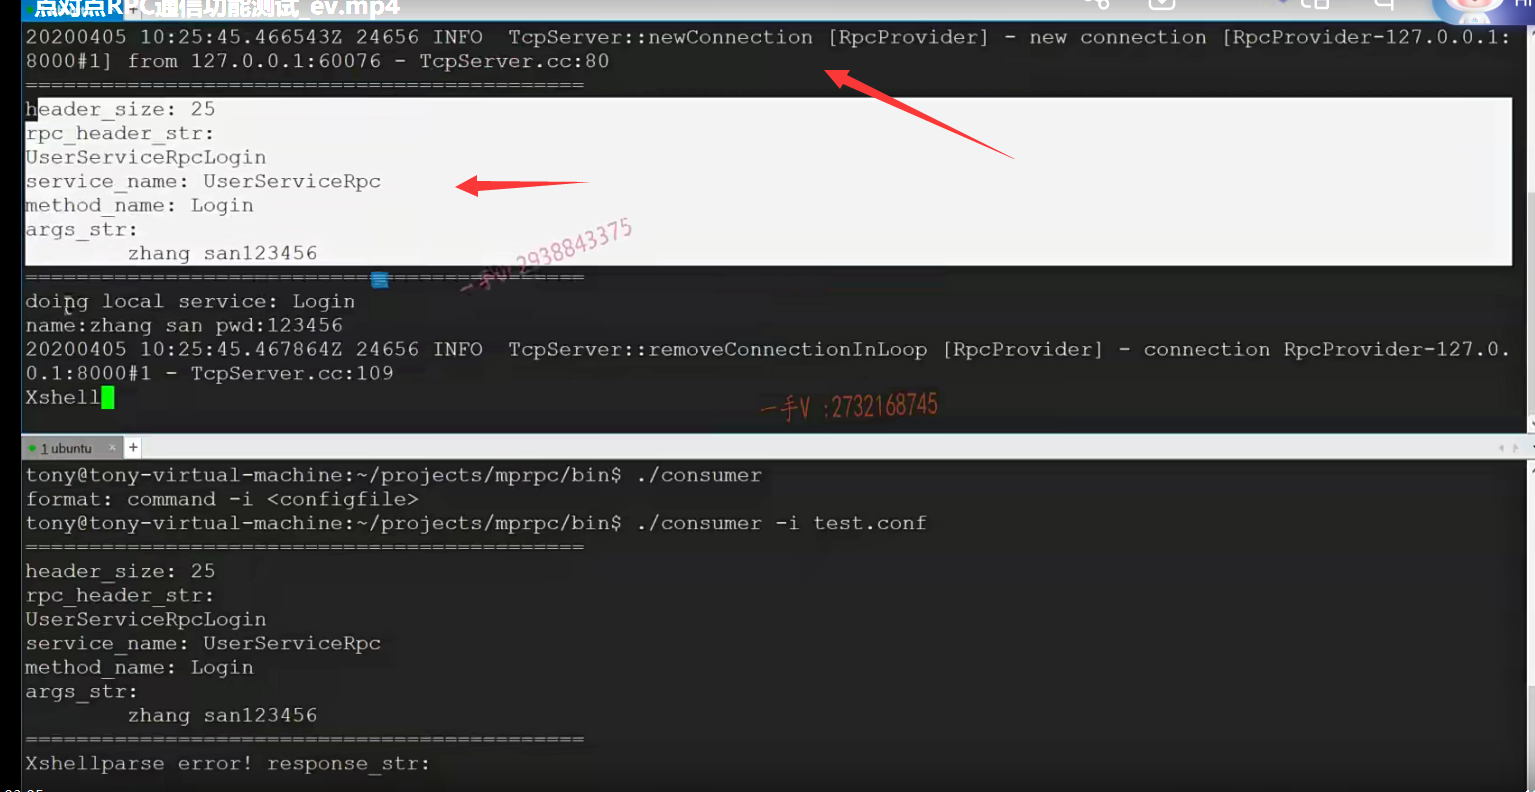 点对点RPC通信功能测试_ev.mp4
20200405 10:25:45.466543Z 24656 INFO  TcpServer::newConnection [RpcProvider] - new connection [RpcProvider-127.0.0.1:
8000#1] from 127.0.0.1:60076 - TcpServer.cc:80
============================================
header_size: 25
rpc_header_str:
UserServiceRpcLogin
service_name: UserServiceRpc
method_name: Login
args_str:
zhang san123456
一手V: 2938843375
============================================
doing local service: Login
name:zhang san pwd:123456
20200405 10:25:45.467864Z 24656 INFO  TcpServer::removeConnectionInLoop [RpcProvider] - connection RpcProvider-127.0.
0.1:8000#1 - TcpServer.cc:109
Xshell
一手V :2732168745
1 ubuntu × +
tony@tony-virtual-machine:~/projects/mprpc/bin$ ./consumer
format: command -i <configfile>
tony@tony-virtual-machine:~/projects/mprpc/bin$ ./consumer -i test.conf
============================================
header_size: 25
rpc_header_str:
UserServiceRpcLogin
service_name: UserServiceRpc
method_name: Login
args_str:
zhang san123456
============================================
Xshellparse error! response_str: